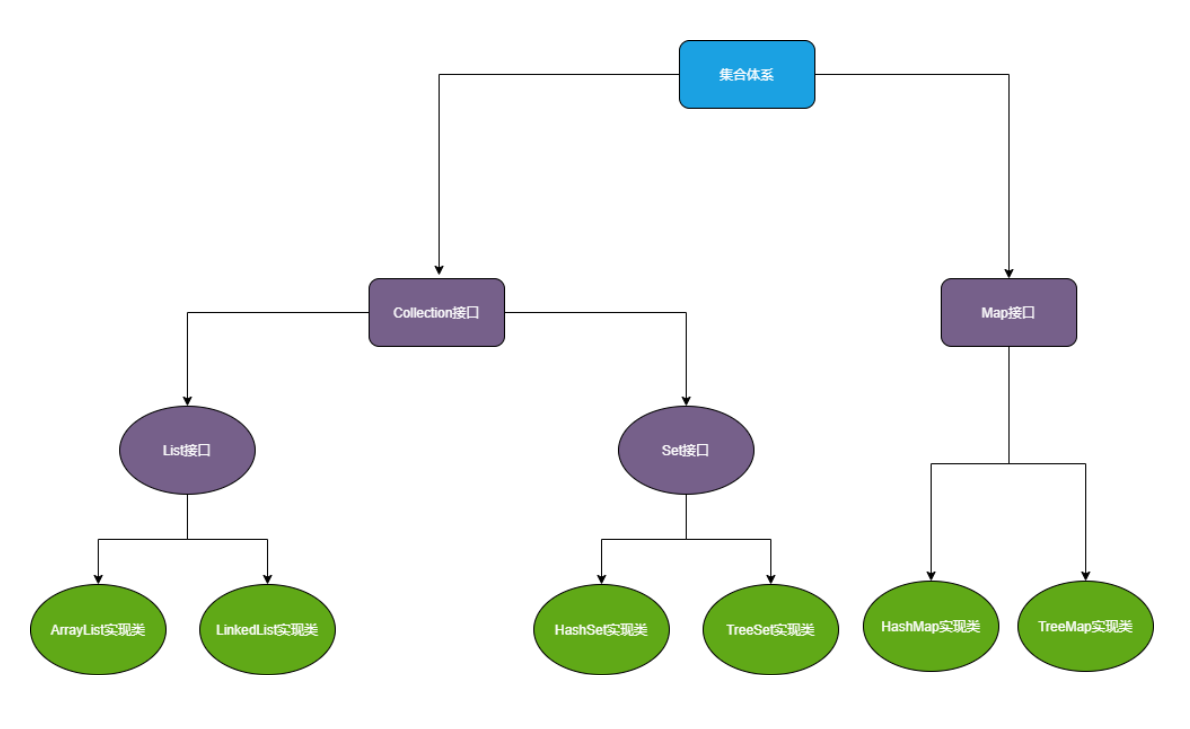 集合体系
Collection接口
Map接口
List接口
Set接口
ArrayList实现类
LinkedList实现类
HashSet实现类
TreeSet实现类
HashMap实现类
TreeMap实现类